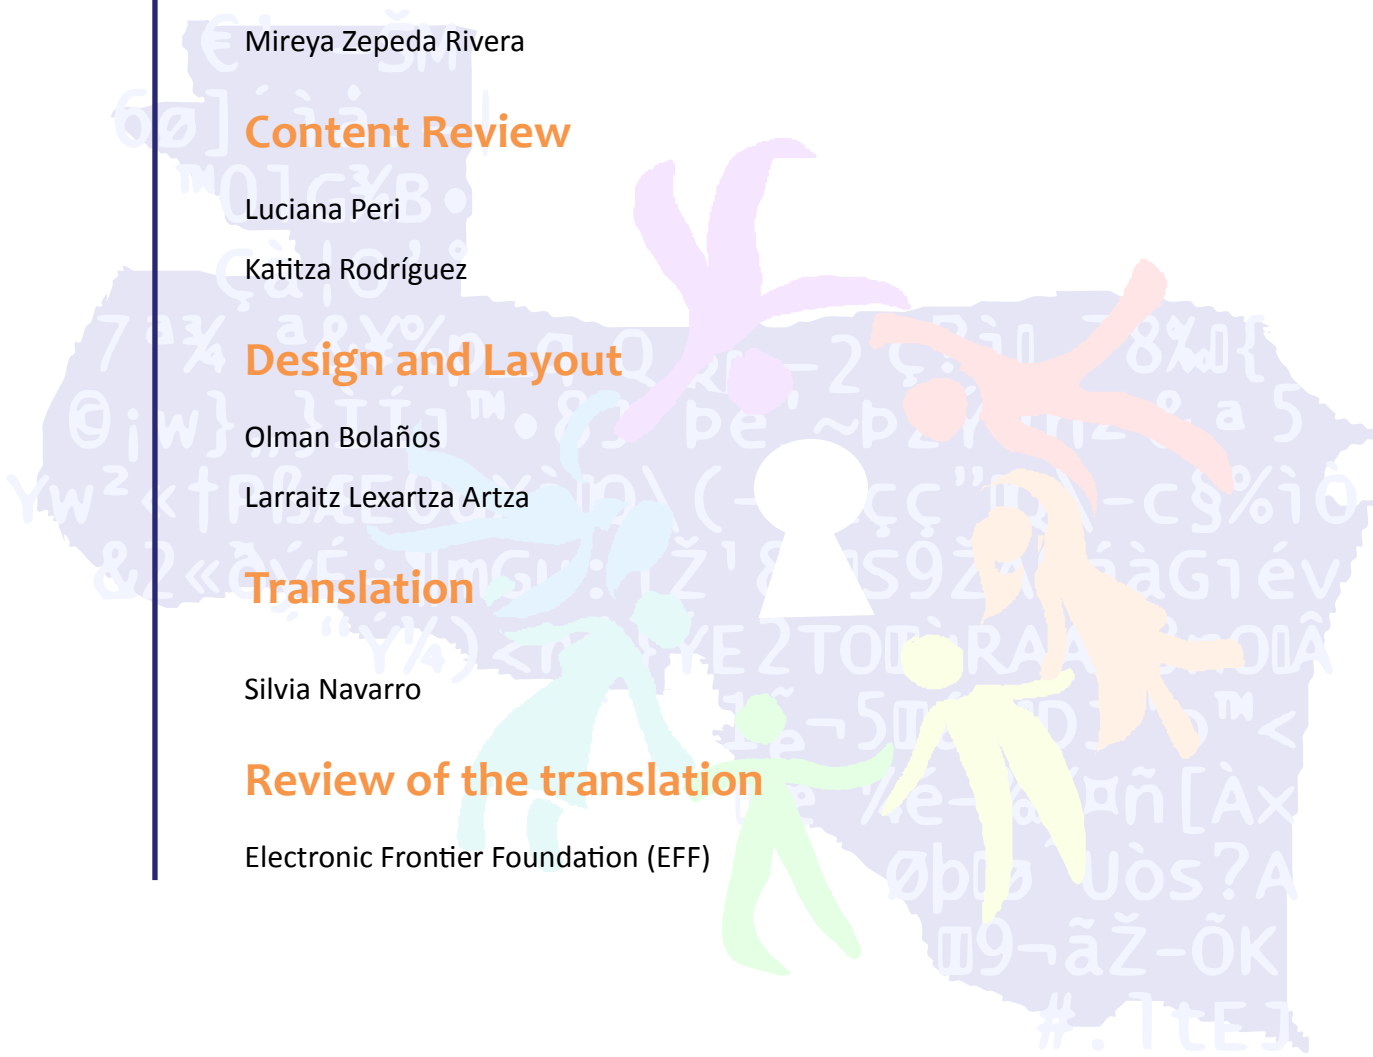 Mireya Zepeda Rivera
Content Review
Luciana Peri
Katitza Rodríguez
Design and Layout
Olman Bolaños
Larraitz Lexartza Artza
Translation
Silvia Navarro
Review of the translation
Electronic Frontier Foundation (EFF)